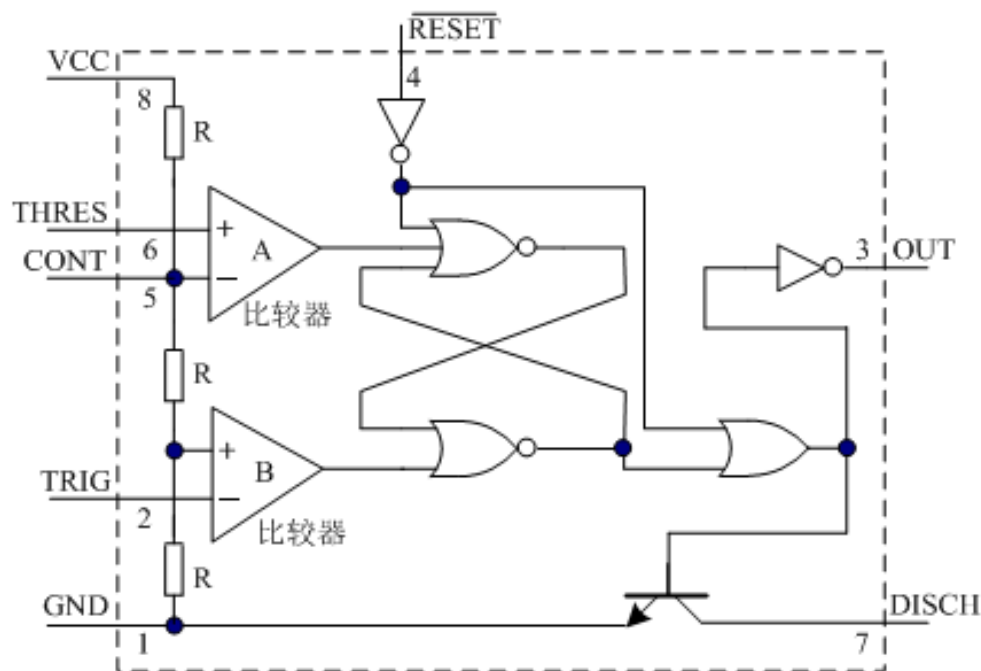 RESET
VCC
4
8
R
THRES
+
6
A
3
OUT
CONT
−
5
比较器
R
+
B
TRIG
−
2
比较器
R
GND
DISCH
1
7